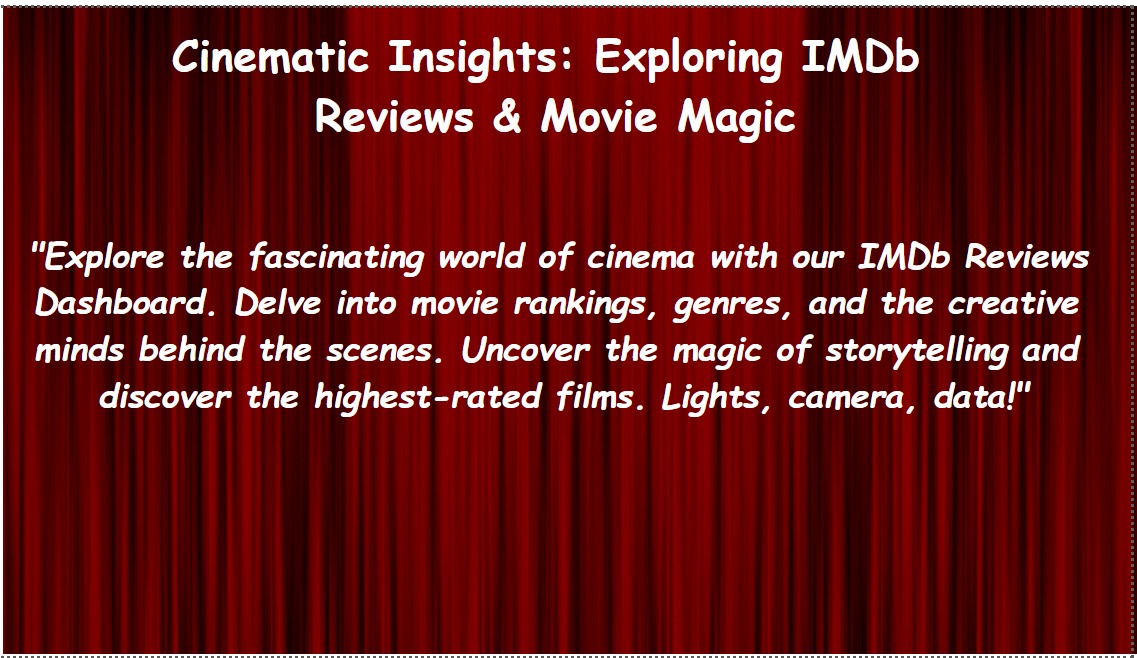 Cinematic Insights: Exploring IMDb
Reviews & Movie Magic
"Explore the fascinating world of cinema with our IMDb Reviews
Dashboard. Delve into movie rankings, genres, and the creative
minds behind the scenes. Uncover the magic of storytelling and
discover the highest-rated films. Lights, camera, data!"